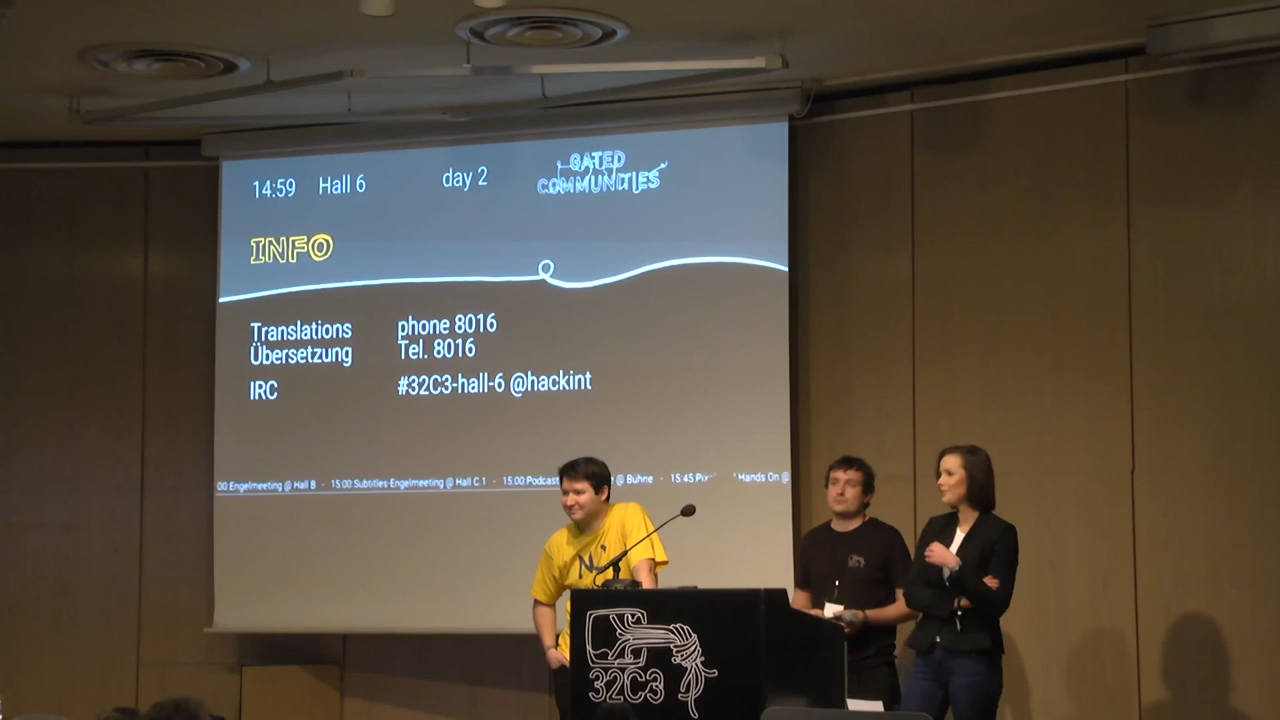 14:59 Hall 6 day 2
GATED
COMMUNITIES
INFO
Translations phone 8016
Übersetzung Tel. 8016
IRC #32C3-hall-6 @hackint
00:Engelmeeting @ Hall B - 15:00:Subtitles-Engelmeeting @ Hall C.1 - 15:00:Podcast @ Bühne - 15:45: Hands On @
32C3